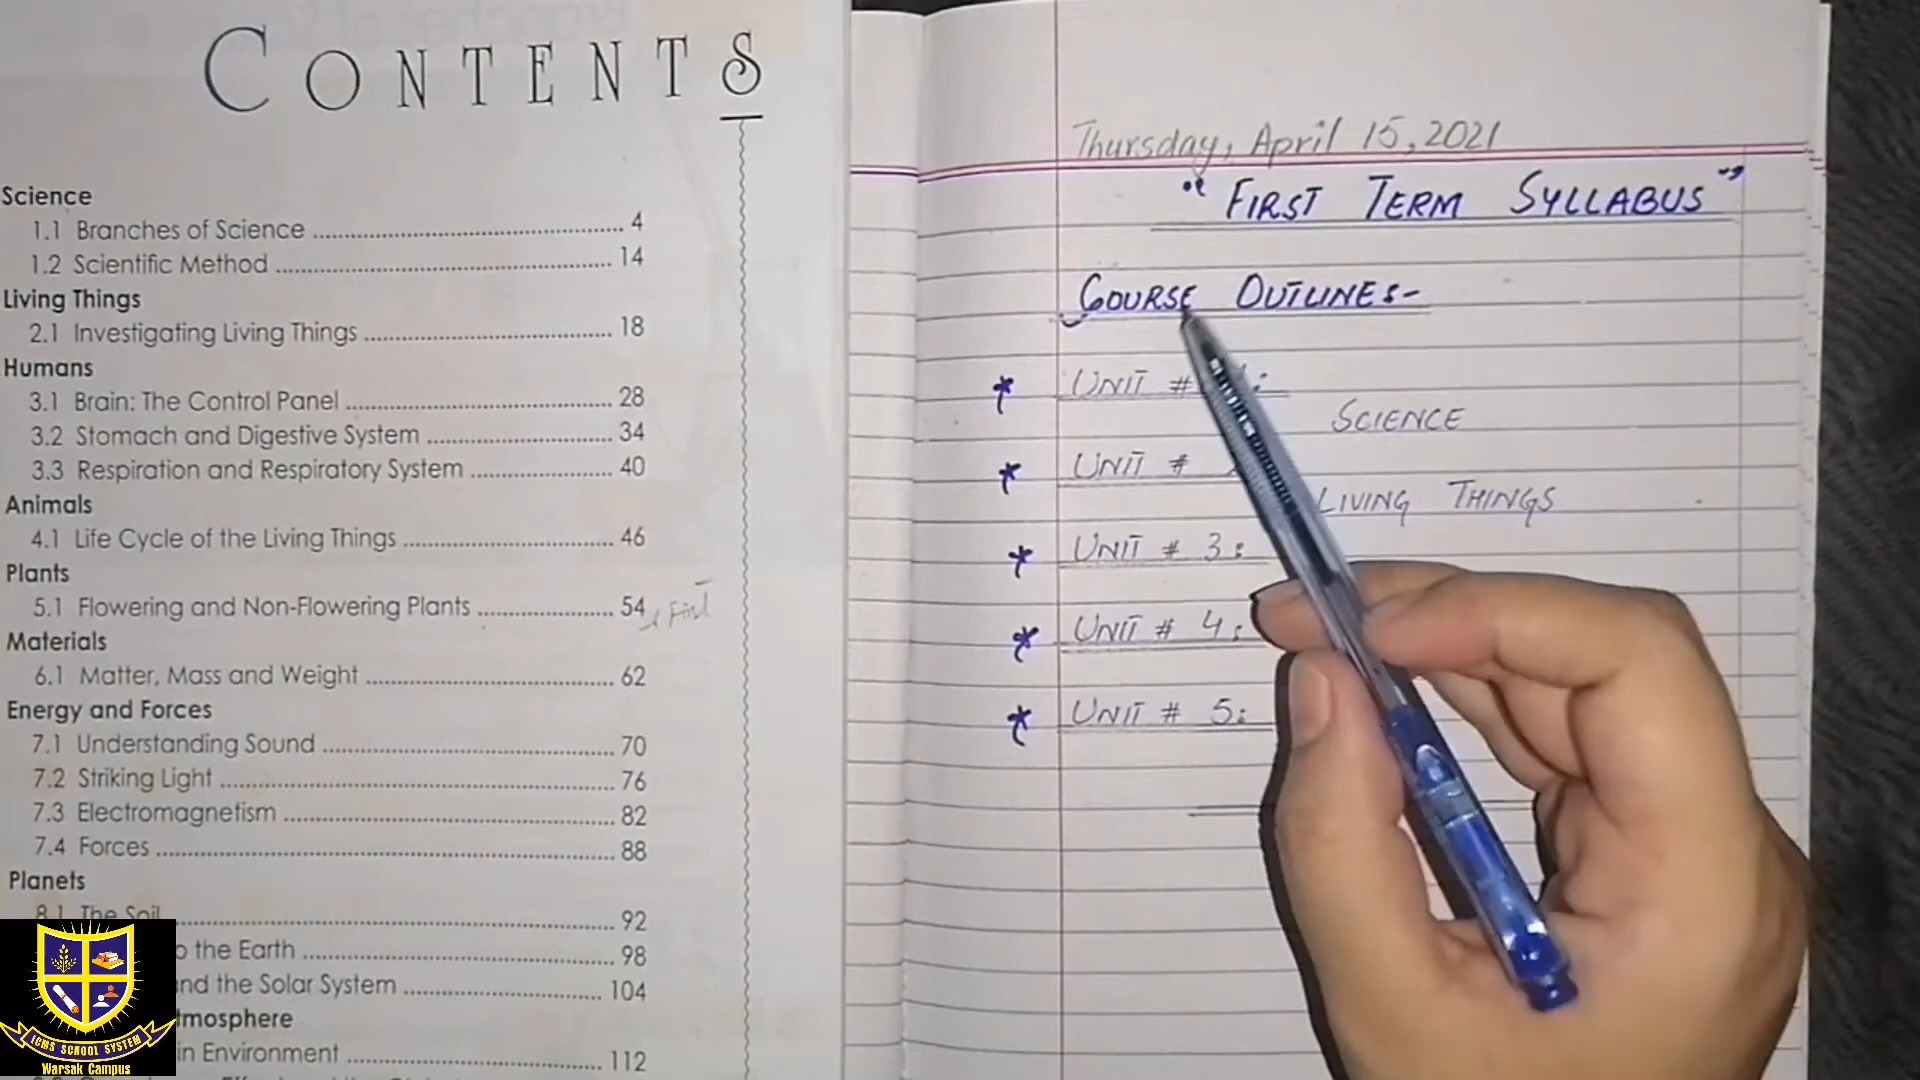 CONTENTS
Science
1.1 Branches of Science 4
1.2 Scientific Method 14
Living Things
2.1 Investigating Living Things 18
Humans
3.1 Brain: The Control Panel 28
3.2 Stomach and Digestive System 34
3.3 Respiration and Respiratory System 40
Animals
4.1 Life Cycle of the Living Things 46
Plants
5.1 Flowering and Non-Flowering Plants 54
Materials
6.1 Matter, Mass and Weight 62
Energy and Forces
7.1 Understanding Sound 70
7.2 Striking Light 76
7.3 Electromagnetism 82
7.4 Forces 88
Planets
8.1 The Soil 92
to the Earth 98
and the Solar System 104
tmosphere
in Environment 112
ICMS SCHOOL SYSTEM
Warsak Campus
Thursday, April 15, 2021
"FIRST TERM SYLLABUS"
COURSE OUTLINES-
* UNIT #
SCIENCE
* UNIT #
LIVING THINGS
* UNIT # 3:
* UNIT # 4:
* UNIT # 5: